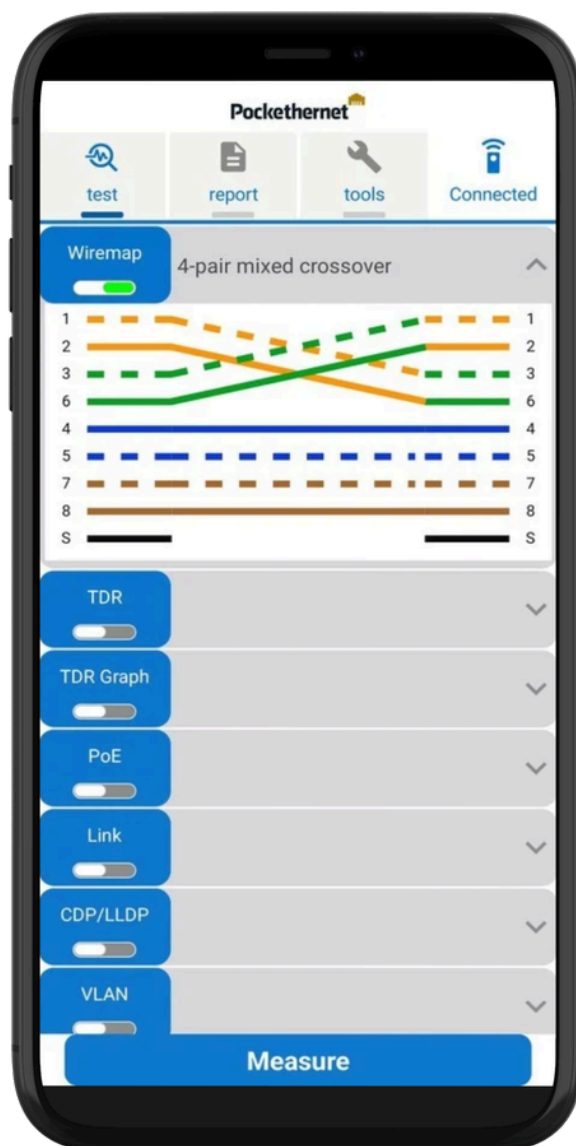 Pockethernet
test report tools Connected
Wiremap 4-pair mixed crossover
1 1
2 2
3 3
6 6
4 4
5 5
7 7
8 8
S S
TDR
TDR Graph
PoE
Link
CDP/LLDP
VLAN
Measure